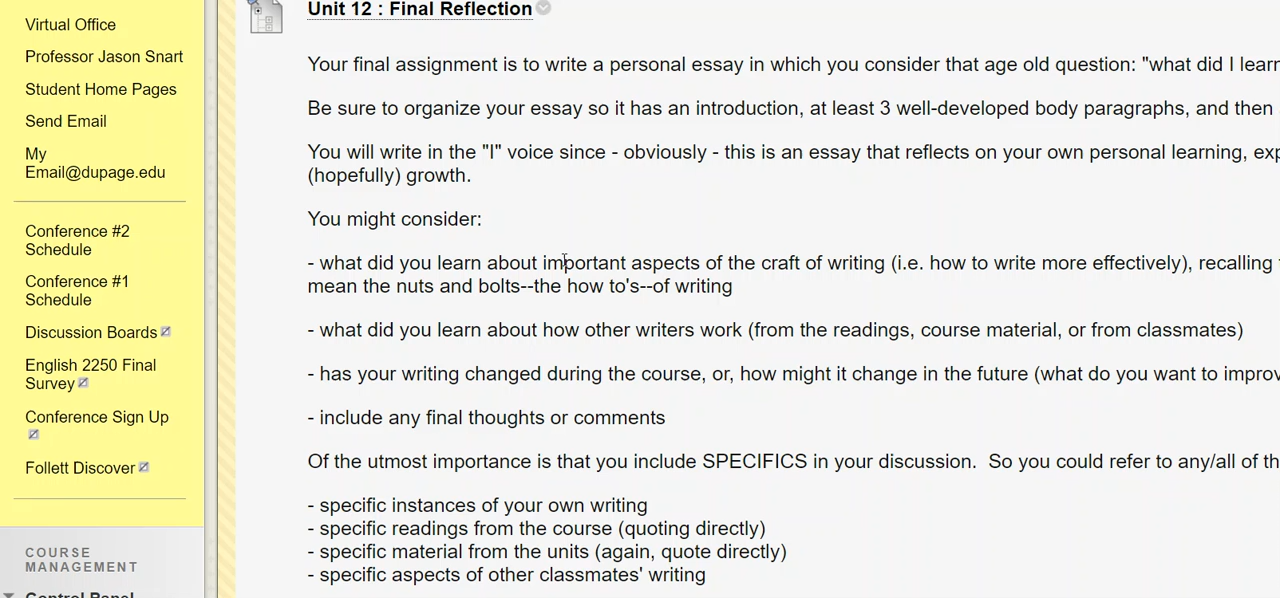 Virtual Office
Professor Jason Snart
Student Home Pages
Send Email
My
Email@dupage.edu
Conference #2
Schedule
Conference #1
Schedule
Discussion Boards
English 2250 Final
Survey
Conference Sign Up
Follett Discover
COURSE
MANAGEMENT
Control Panel
Unit 12 : Final Reflection
Your final assignment is to write a personal essay in which you consider that age old question: "what did I learn
Be sure to organize your essay so it has an introduction, at least 3 well-developed body paragraphs, and then
You will write in the "I" voice since - obviously - this is an essay that reflects on your own personal learning,
(hopefully) growth.
You might consider:
- what did you learn about important aspects of the craft of writing (i.e. how to write more effectively), recalling
mean the nuts and bolts--the how to's--of writing
- what did you learn about how other writers work (from the readings, course material, or from classmates)
- has your writing changed during the course, or, how might it change in the future (what do you want to
- include any final thoughts or comments
Of the utmost importance is that you include SPECIFICS in your discussion.  So you could refer to any/all of
- specific instances of your own writing
- specific readings from the course (quoting directly)
- specific material from the units (again, quote directly)
- specific aspects of other classmates' writing